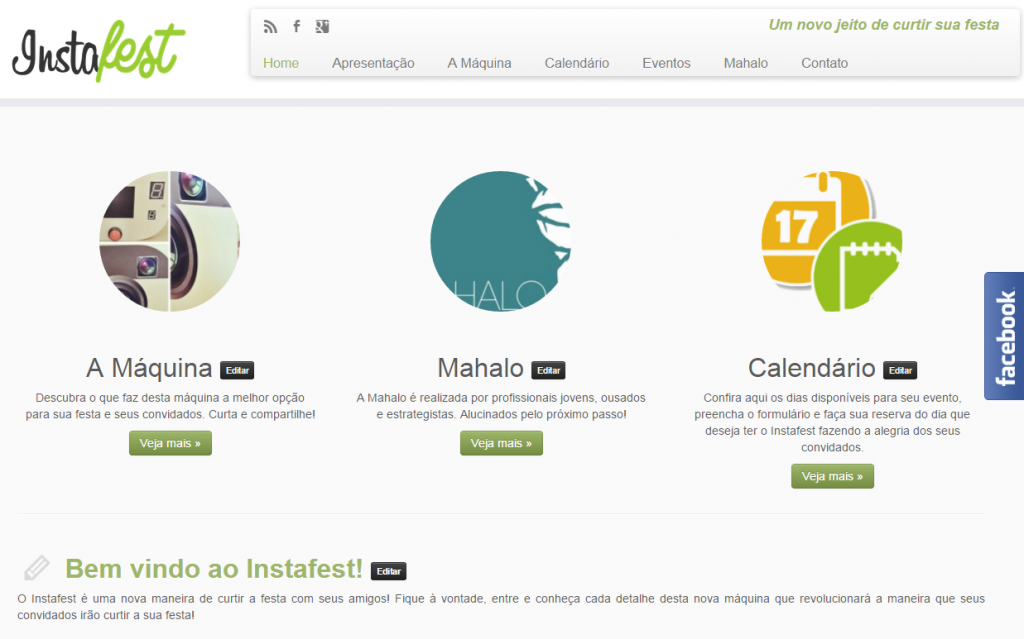 Instafest
Um novo jeito de curtir sua festa
Home Apresentação A Máquina Calendário Eventos Mahalo Contato
HALO
17
facebook
A Máquina Editar
Descubra o que faz desta máquina a melhor opção
para sua festa e seus convidados. Curta e compartilhe!
Veja mais »
Mahalo Editar
A Mahalo é realizada por profissionais jovens, ousados
e estrategistas. Alucinados pelo próximo passo!
Veja mais »
Calendário Editar
Confira aqui os dias disponíveis para seu evento,
preencha o formulário e faça sua reserva do dia que
deseja ter o Instafest fazendo a alegria dos seus
convidados.
Veja mais »
Bem vindo ao Instafest! Editar
O Instafest é uma nova maneira de curtir a festa com seus amigos! Fique à vontade, entre e conheça cada detalhe desta nova máquina que revolucionará a maneira que seus
convidados irão curtir a sua festa!